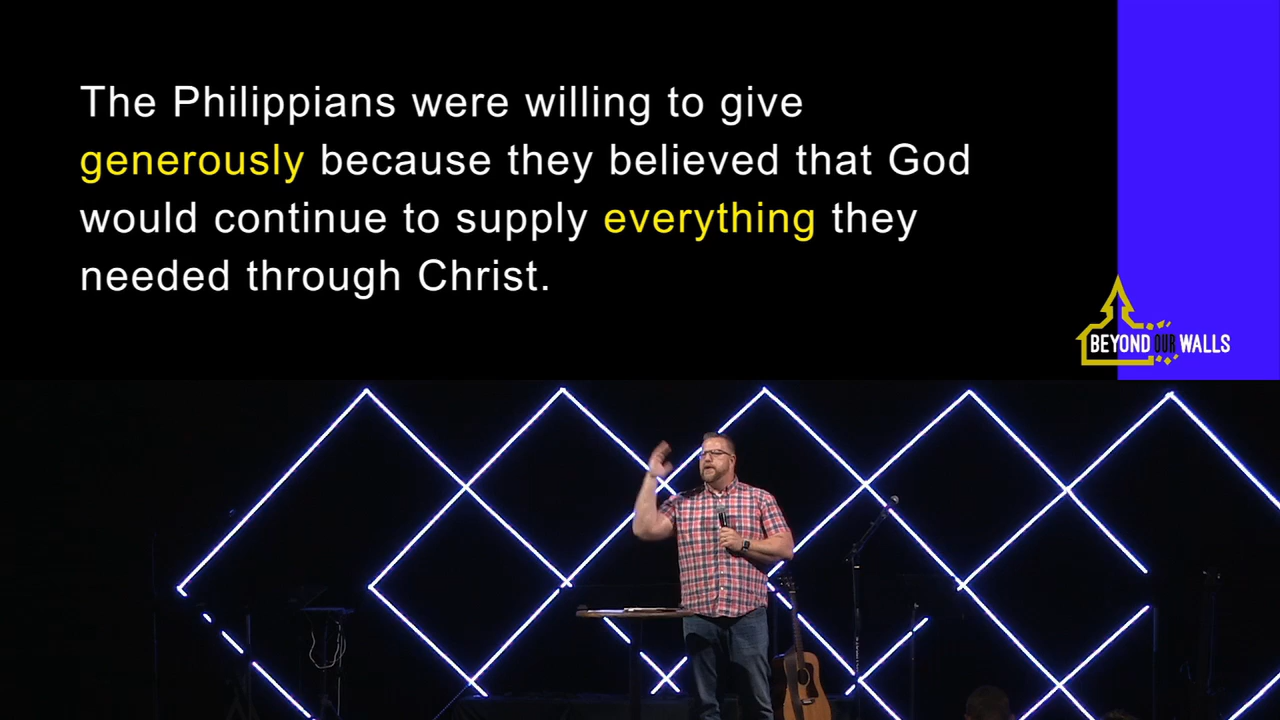 The Philippians were willing to give
generously because they believed that God
would continue to supply everything they
needed through Christ.
BEYOND OUR WALLS